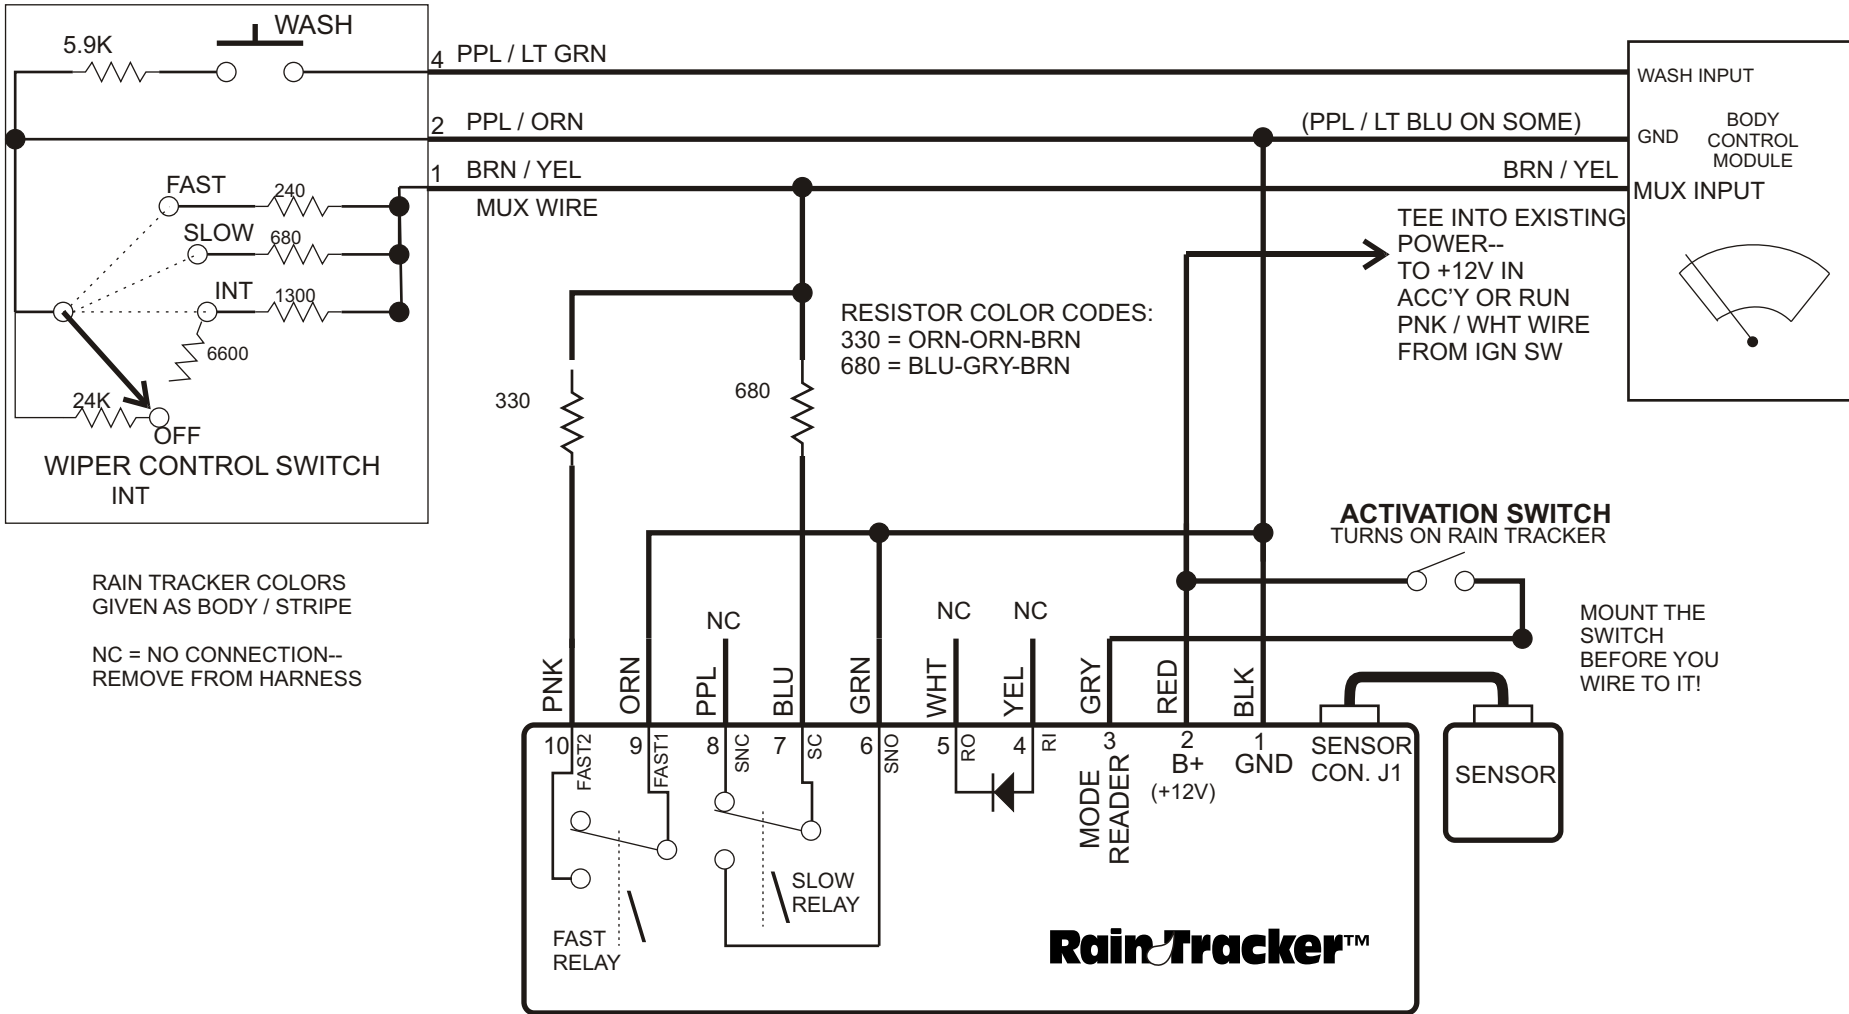 WASH
5.9K
4 PPL / LT GRN
WASH INPUT
2 PPL / ORN
(PPL / LT BLU ON SOME)
GND
BODY
CONTROL
MODULE
1 BRN / YEL
MUX WIRE
BRN / YEL
MUX INPUT
FAST
240
SLOW
680
INT
1300
6600
24K
OFF
WIPER CONTROL SWITCH
INT
TEE INTO EXISTING
POWER--
TO +12V IN
ACC'Y OR RUN
PNK / WHT WIRE
FROM IGN SW
RESISTOR COLOR CODES:
330 = ORN-ORN-BRN
680 = BLU-GRY-BRN
330
680
ACTIVATION SWITCH
TURNS ON RAIN TRACKER
RAIN TRACKER COLORS
GIVEN AS BODY / STRIPE
NC = NO CONNECTION--
REMOVE FROM HARNESS
MOUNT THE
SWITCH
BEFORE YOU
WIRE TO IT!
NC
NC
NC
PNK
ORN
PPL
BLU
GRN
WHT
YEL
GRY
RED
BLK
10
FAST2
9
FAST1
8
SNC
7
SC
6
SNO
5
RO
4
RI
3
MODE
READER
2
B+
(+12V)
1
GND
SENSOR
CON. J1
SENSOR
FAST
RELAY
SLOW
RELAY
RainTracker™